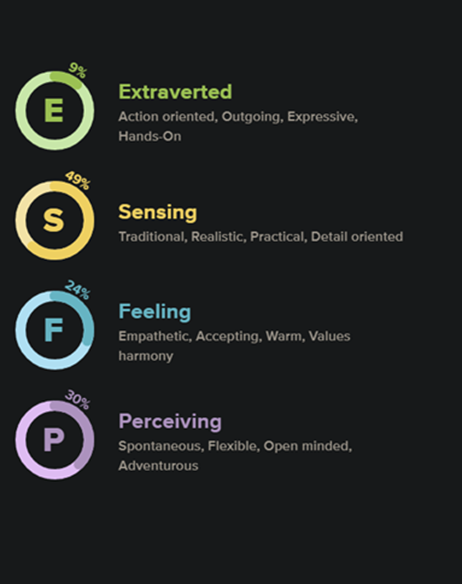 9%
E
Extraverted
Action oriented, Outgoing, Expressive,
Hands-On
49%
S
Sensing
Traditional, Realistic, Practical, Detail oriented
24%
F
Feeling
Empathetic, Accepting, Warm, Values
harmony
30%
P
Perceiving
Spontaneous, Flexible, Open minded,
Adventurous